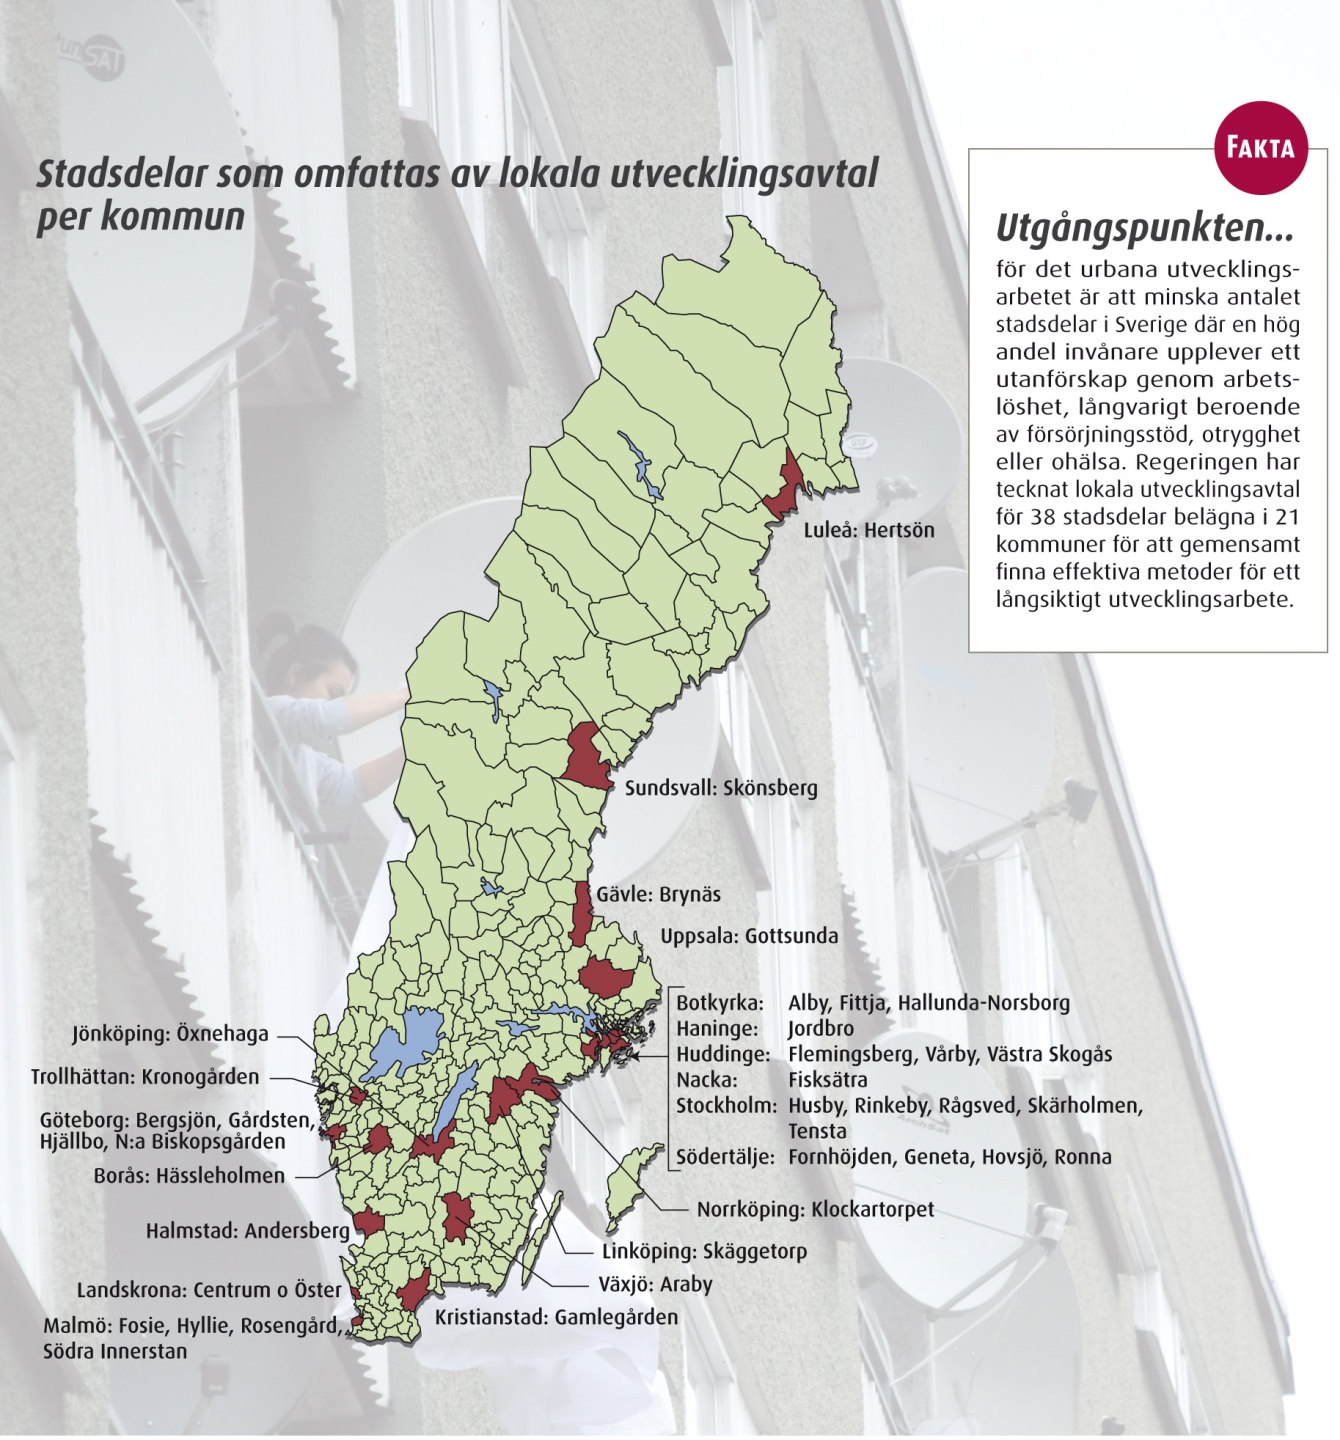 Stadsdelar som omfattas av lokala utvecklingsavtal
per kommun
FAKTA
Utgångspunkten...
för det urbana utvecklings-
arbetet är att minska antalet
stadsdelar i Sverige där en hög
andel invånare upplever ett
utanförskap genom arbets-
löshet, långvarigt beroende
av försörjningsstöd, otrygghet
eller ohälsa. Regeringen har
tecknat lokala utvecklingsavtal
för 38 stadsdelar belägna i 21
kommuner för att gemensamt
finna effektiva metoder för ett
långsiktigt utvecklingsarbete.
Luleå: Hertsön
Sundsvall: Skönsberg
Gävle: Brynäs
Uppsala: Gottsunda
Botkyrka: Alby, Fittja, Hallunda-Norsborg
Haninge: Jordbro
Huddinge: Flemingsberg, Vårby, Västra Skogås
Nacka: Fisksätra
Stockholm: Husby, Rinkeby, Rågsved, Skärholmen,
Tensta
Södertälje: Fornhöjden, Geneta, Hovsjö, Ronna
Norrköping: Klockartorpet
Linköping: Skäggetorp
Växjö: Araby
Kristianstad: Gamlegården
Jönköping: Öxnehaga
Trollhättan: Kronogården
Göteborg: Bergsjön, Gårdsten,
Hjällbo, N:a Biskopsgården
Borås: Hässleholmen
Halmstad: Andersberg
Landskrona: Centrum o Öster
Malmö: Fosie, Hyllie, Rosengård,
Södra Innerstan